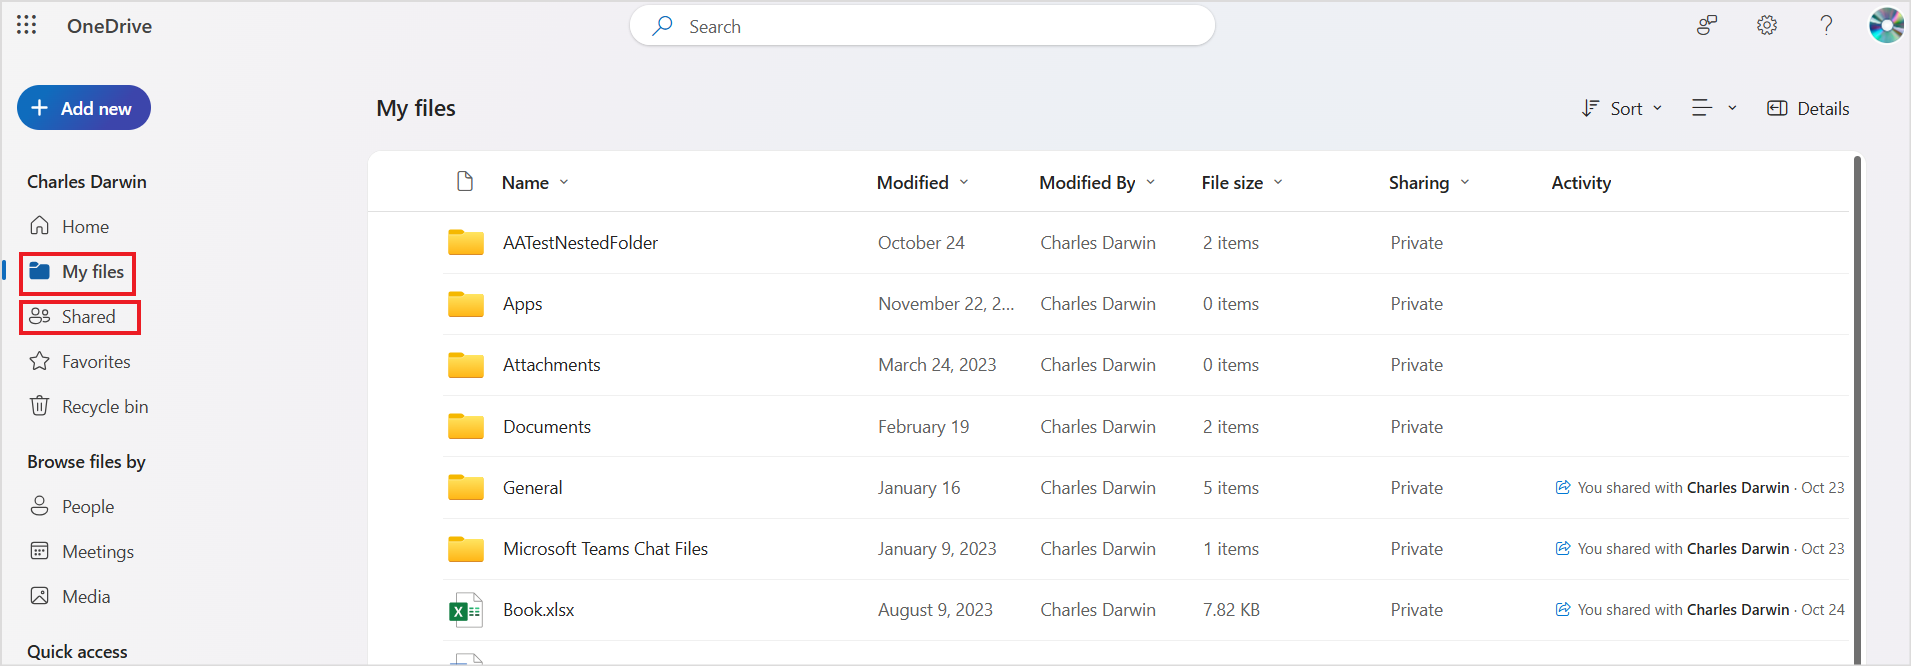 OneDrive
Search
Add new
My files
Sort
Details
Charles Darwin
Home
My files
Shared
Favorites
Recycle bin
Browse files by
People
Meetings
Media
Quick access
Name Modified Modified By File size Sharing Activity
AATestNestedFolder October 24 Charles Darwin 2 items Private
Apps November 22, 2... Charles Darwin 0 items Private
Attachments March 24, 2023 Charles Darwin 0 items Private
Documents February 19 Charles Darwin 2 items Private
General January 16 Charles Darwin 5 items Private You shared with Charles Darwin · Oct 23
Microsoft Teams Chat Files January 9, 2023 Charles Darwin 1 items Private You shared with Charles Darwin · Oct 23
Book.xlsx August 9, 2023 Charles Darwin 7.82 KB Private You shared with Charles Darwin · Oct 24